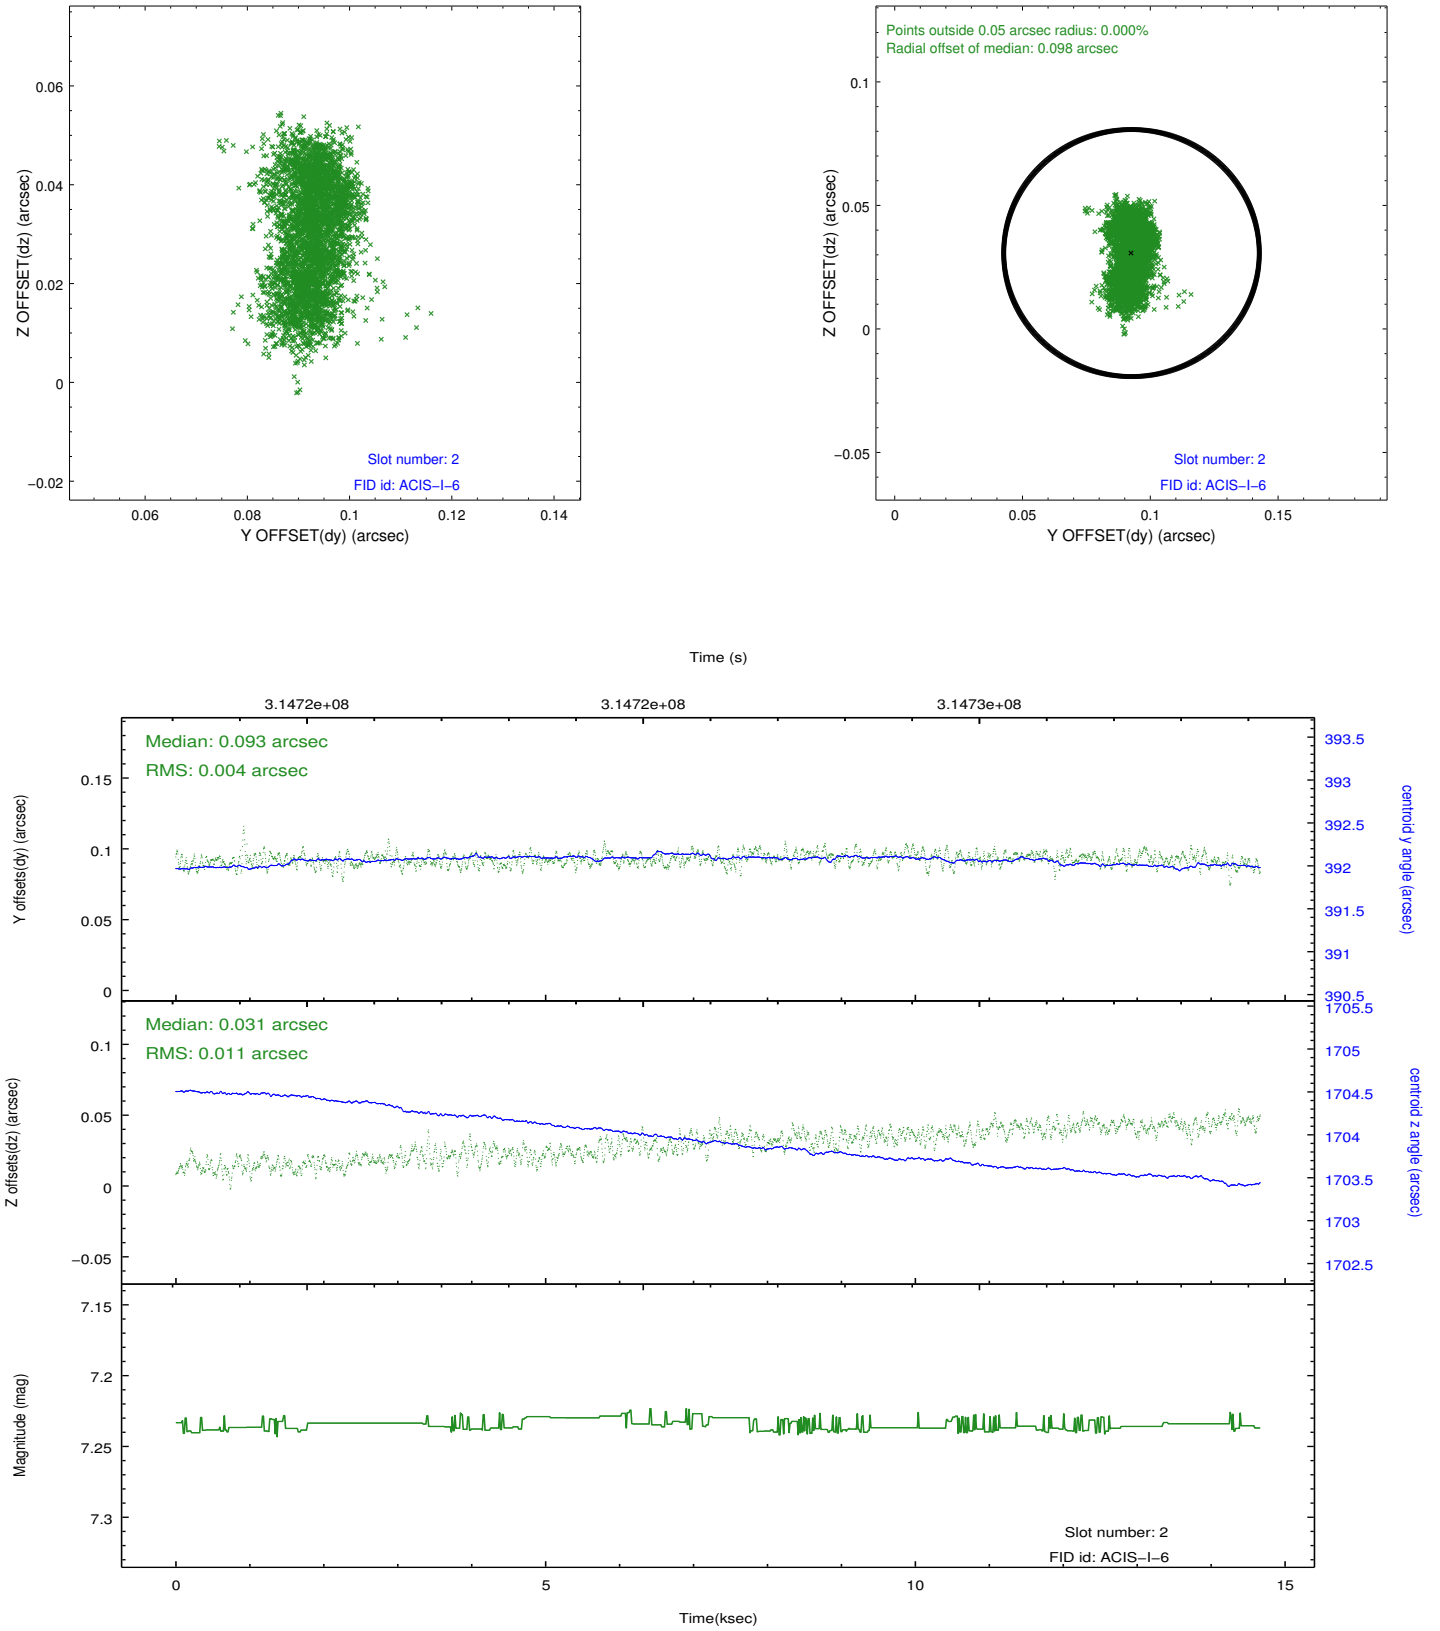 0.06
0.04
0.02
0
−0.02
Z OFFSET(dz) (arcsec)
Slot number: 2
FID id: ACIS−I−6
0.06 0.08 0.1 0.12 0.14
Y OFFSET(dy) (arcsec)
Points outside 0.05 arcsec radius: 0.000%
Radial offset of median: 0.098 arcsec
0.1
0.05
0
−0.05
Z OFFSET(dz) (arcsec)
Slot number: 2
FID id: ACIS−I−6
0 0.05 0.1 0.15
Y OFFSET(dy) (arcsec)
Time (s)
3.1472e+08 3.1472e+08 3.1473e+08
Median: 0.093 arcsec
RMS: 0.004 arcsec
0.15
0.1
0.05
0
Y offsets(dy) (arcsec)
393.5
393
392.5
392
391.5
391
390.5
centroid y angle (arcsec)
Median: 0.031 arcsec
RMS: 0.011 arcsec
0.1
0.05
0
−0.05
Z offsets(dz) (arcsec)
1705.5
1705
1704.5
1704
1703.5
1703
1702.5
centroid z angle (arcsec)
7.15
7.2
7.25
7.3
Magnitude (mag)
Slot number: 2
FID id: ACIS−I−6
0 5 10 15
Time(ksec)